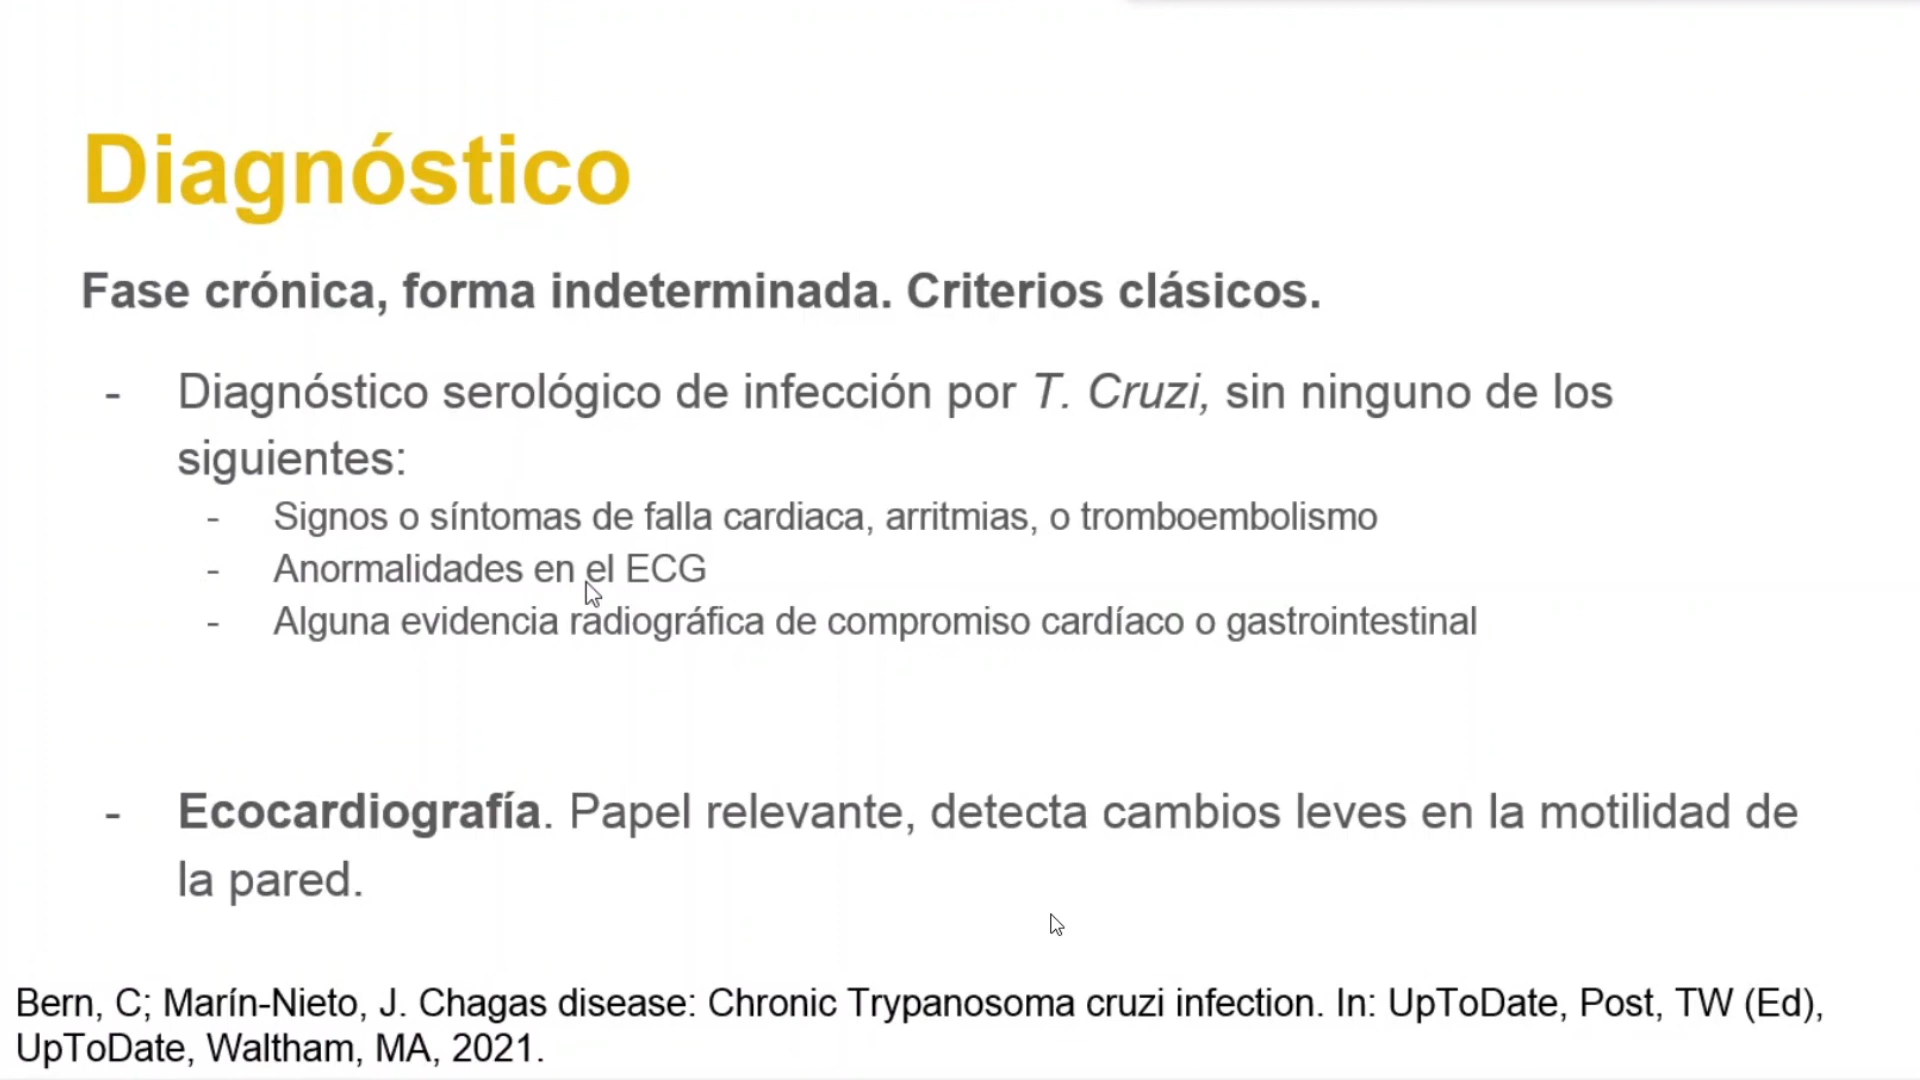 Diagnóstico
Fase crónica, forma indeterminada. Criterios clásicos.
- Diagnóstico serológico de infección por T. Cruzi, sin ninguno de los
siguientes:
- Signos o síntomas de falla cardiaca, arritmias, o tromboembolismo
- Anormalidades en el ECG
- Alguna evidencia radiográfica de compromiso cardíaco o gastrointestinal
- Ecocardiografía. Papel relevante, detecta cambios leves en la motilidad de
la pared.
Bern, C; Marín-Nieto, J. Chagas disease: Chronic Trypanosoma cruzi infection. In: UpToDate, Post, TW (Ed),
UpToDate, Waltham, MA, 2021.